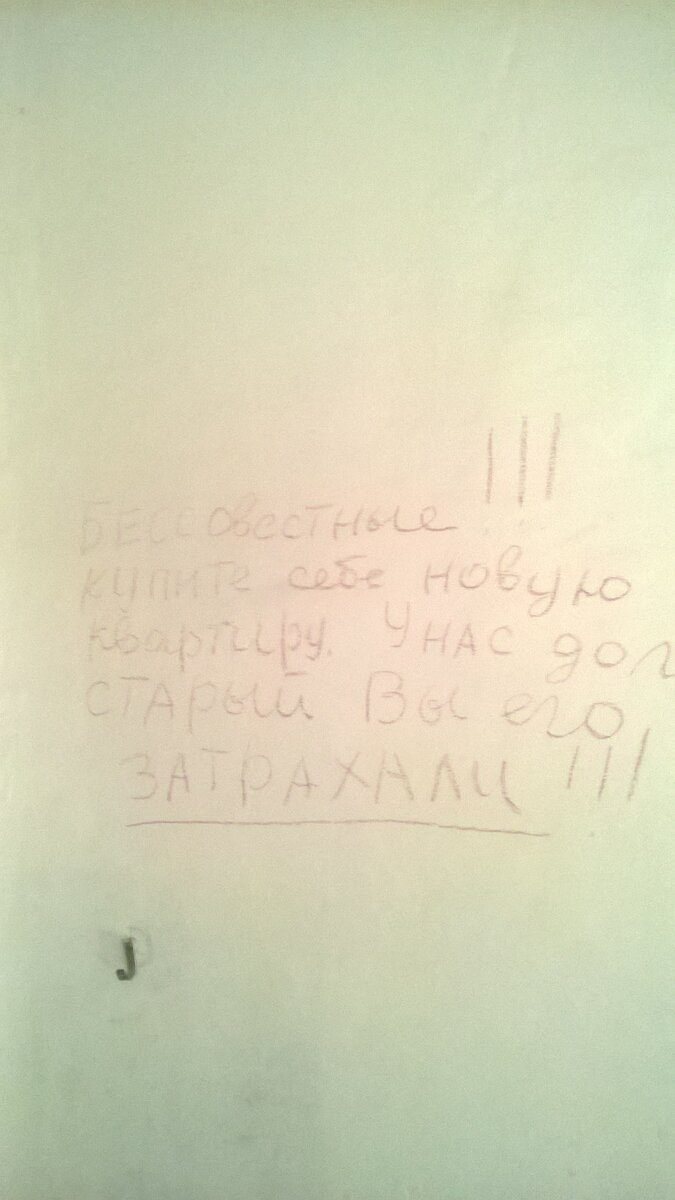 Бессовестные!!!
купите себе новую
квартиру. У нас дом
старый Вы его
ЗАТРАХАЛИ!!!